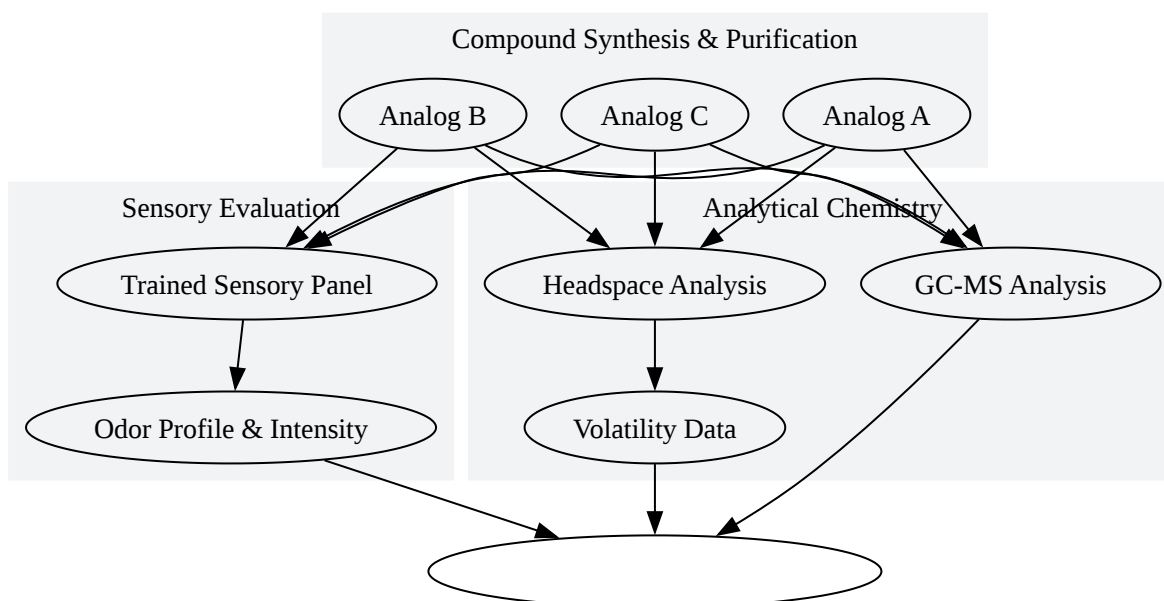 Compound Synthesis & Purification
Analog B
Analog C
Analog A
Sensory Evaluation
Analytical Chemistry
Trained Sensory Panel
Headspace Analysis
GC-MS Analysis
Odor Profile & Intensity
Volatility Data